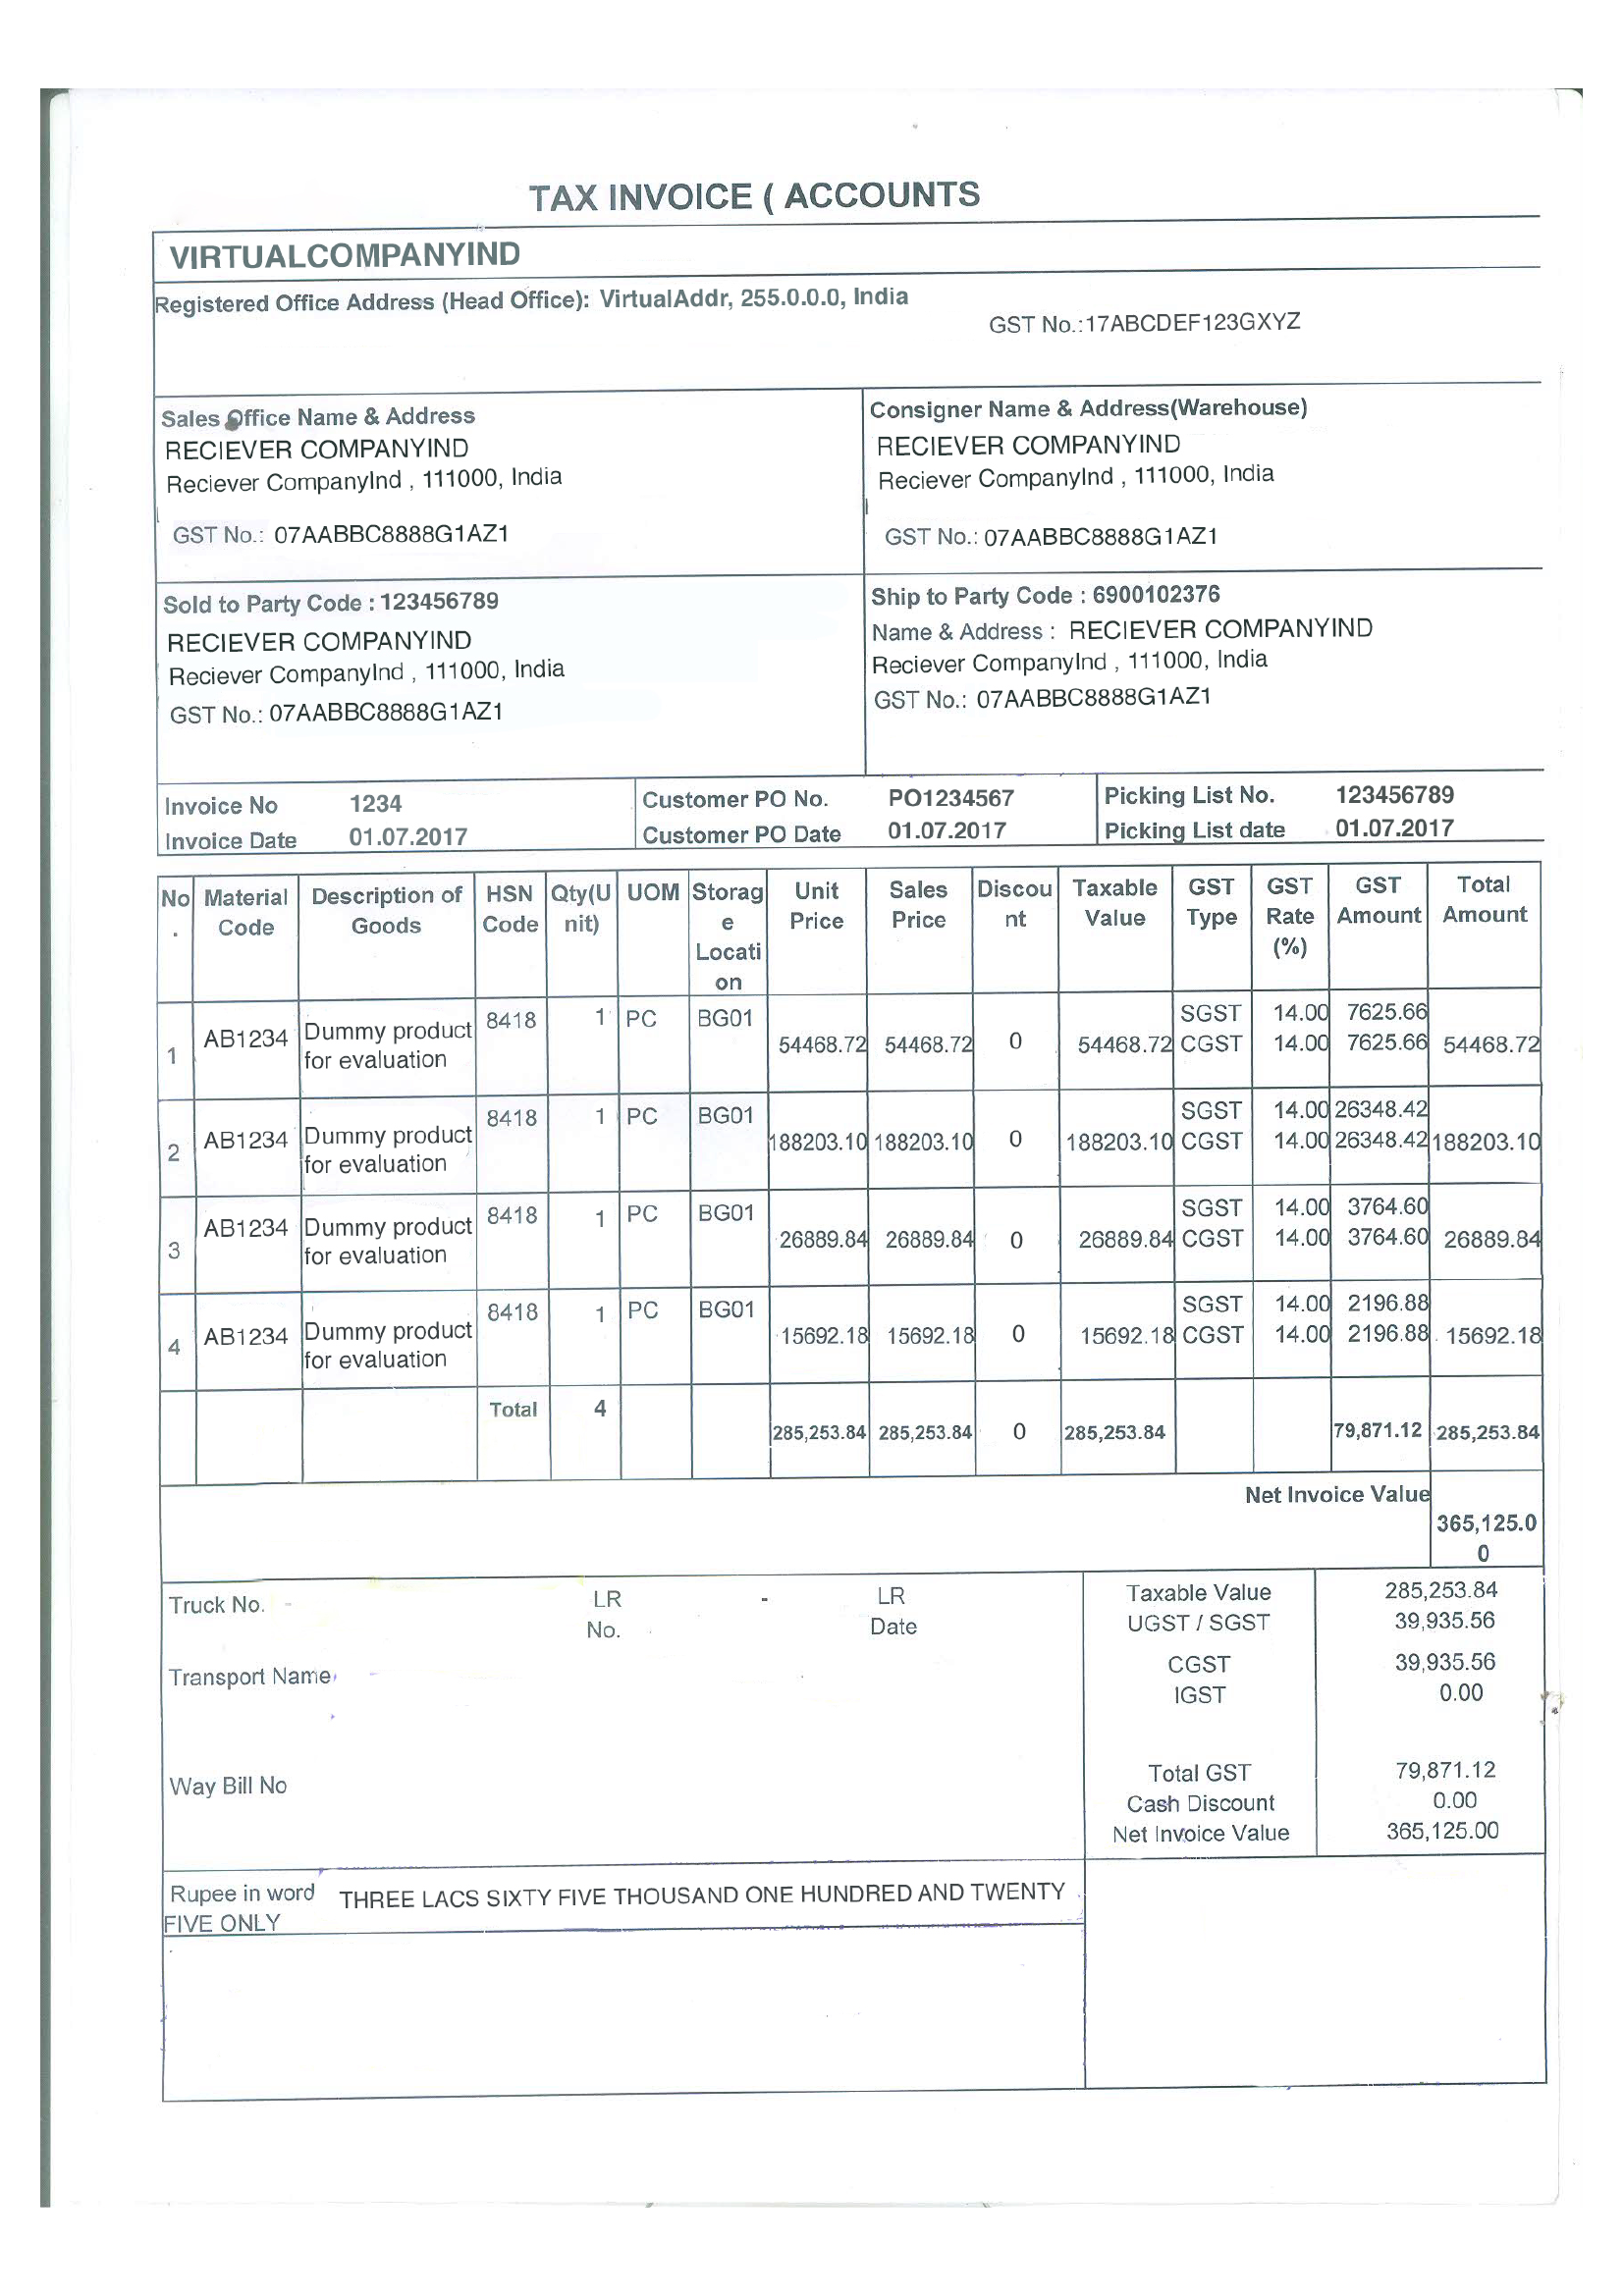 TAX INVOICE ( ACCOUNTS
VIRTUALCOMPANYIND
Registered Office Address (Head Office): VirtualAddr, 255.0.0.0, India
GST No.:17ABCDEF123GXYZ
Sales Office Name & Address
RECIEVER COMPANYIND
Reciever CompanyInd , 111000, India
GST No.: 07AABBC8888G1AZ1
Consigner Name & Address(Warehouse)
RECIEVER COMPANYIND
Reciever CompanyInd , 111000, India
GST No.: 07AABBC8888G1AZ1
Sold to Party Code : 123456789
RECIEVER COMPANYIND
Reciever CompanyInd , 111000, India
GST No.: 07AABBC8888G1AZ1
Ship to Party Code : 6900102376
Name & Address : RECIEVER COMPANYIND
Reciever CompanyInd , 111000, India
GST No.: 07AABBC8888G1AZ1
Invoice No 1234
Invoice Date 01.07.2017
Customer PO No. PO1234567
Customer PO Date 01.07.2017
Picking List No. 123456789
Picking List date 01.07.2017
No Material Description of HSN Qty(U UOM Storag Unit Sales Discou Taxable GST GST GST Total
. Code Goods Code nit) e Price Price nt Value Type Rate Amount Amount
Locati (%)
on
8418 1 PC BG01 SGST 14.00 7625.66
1 AB1234 Dummy product 54468.72 54468.72 0 54468.72 CGST 14.00 7625.66 54468.72
for evaluation
8418 1 PC BG01 SGST 14.00 26348.42
2 AB1234 Dummy product 188203.10 188203.10 0 188203.10 CGST 14.00 26348.42 188203.10
for evaluation
8418 1 PC BG01 SGST 14.00 3764.60
3 AB1234 Dummy product 26889.84 26889.84 0 26889.84 CGST 14.00 3764.60 26889.84
for evaluation
8418 1 PC BG01 SGST 14.00 2196.88
4 AB1234 Dummy product 15692.18 15692.18 0 15692.18 CGST 14.00 2196.88 15692.18
for evaluation
Total 4
285,253.84 285,253.84 0 285,253.84 79,871.12 285,253.84
Net Invoice Value
365,125.0
0
Truck No. - LR - LR
No. Date
Transport Name -
Way Bill No
Taxable Value 285,253.84
UGST / SGST 39,935.56
CGST 39,935.56
IGST 0.00
Total GST 79,871.12
Cash Discount 0.00
Net Invoice Value 365,125.00
Rupee in word THREE LACS SIXTY FIVE THOUSAND ONE HUNDRED AND TWENTY
FIVE ONLY